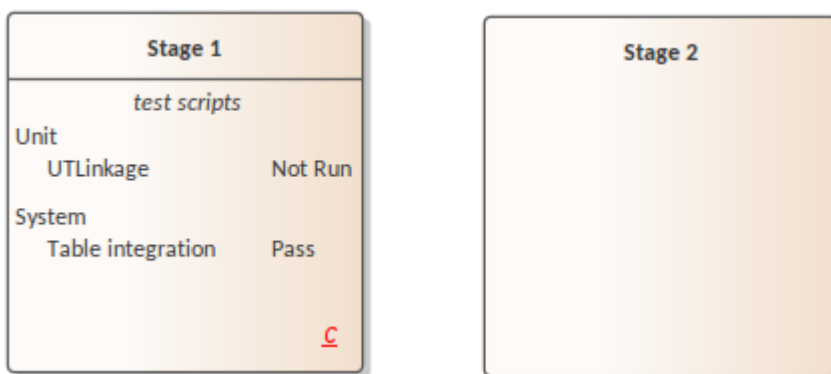 Stage 1
test scripts
Unit
UTLinkage Not Run
System
Table integration Pass
C
Stage 2